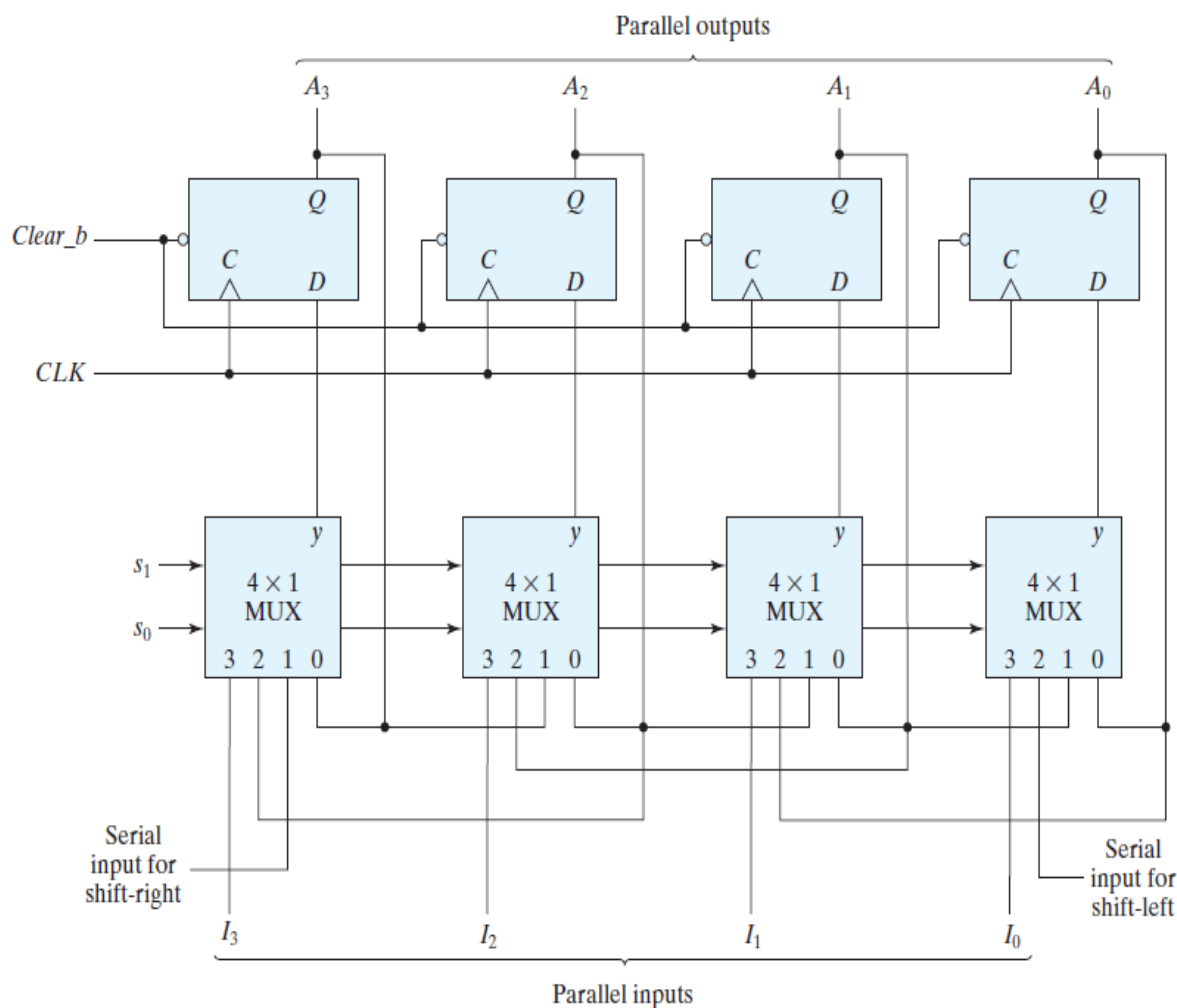 Parallel outputs
A₃ A₂ A₁ A₀
Q Q Q Q
Clear_b
C C C C
D D D D
CLK
y y y y
s₁
4 × 1 4 × 1 4 × 1 4 × 1
MUX MUX MUX MUX
s₀
3 2 1 0 3 2 1 0 3 2 1 0 3 2 1 0
Serial
input for
shift-right
Serial
input for
shift-left
I₃ I₂ I₁ I₀
Parallel inputs